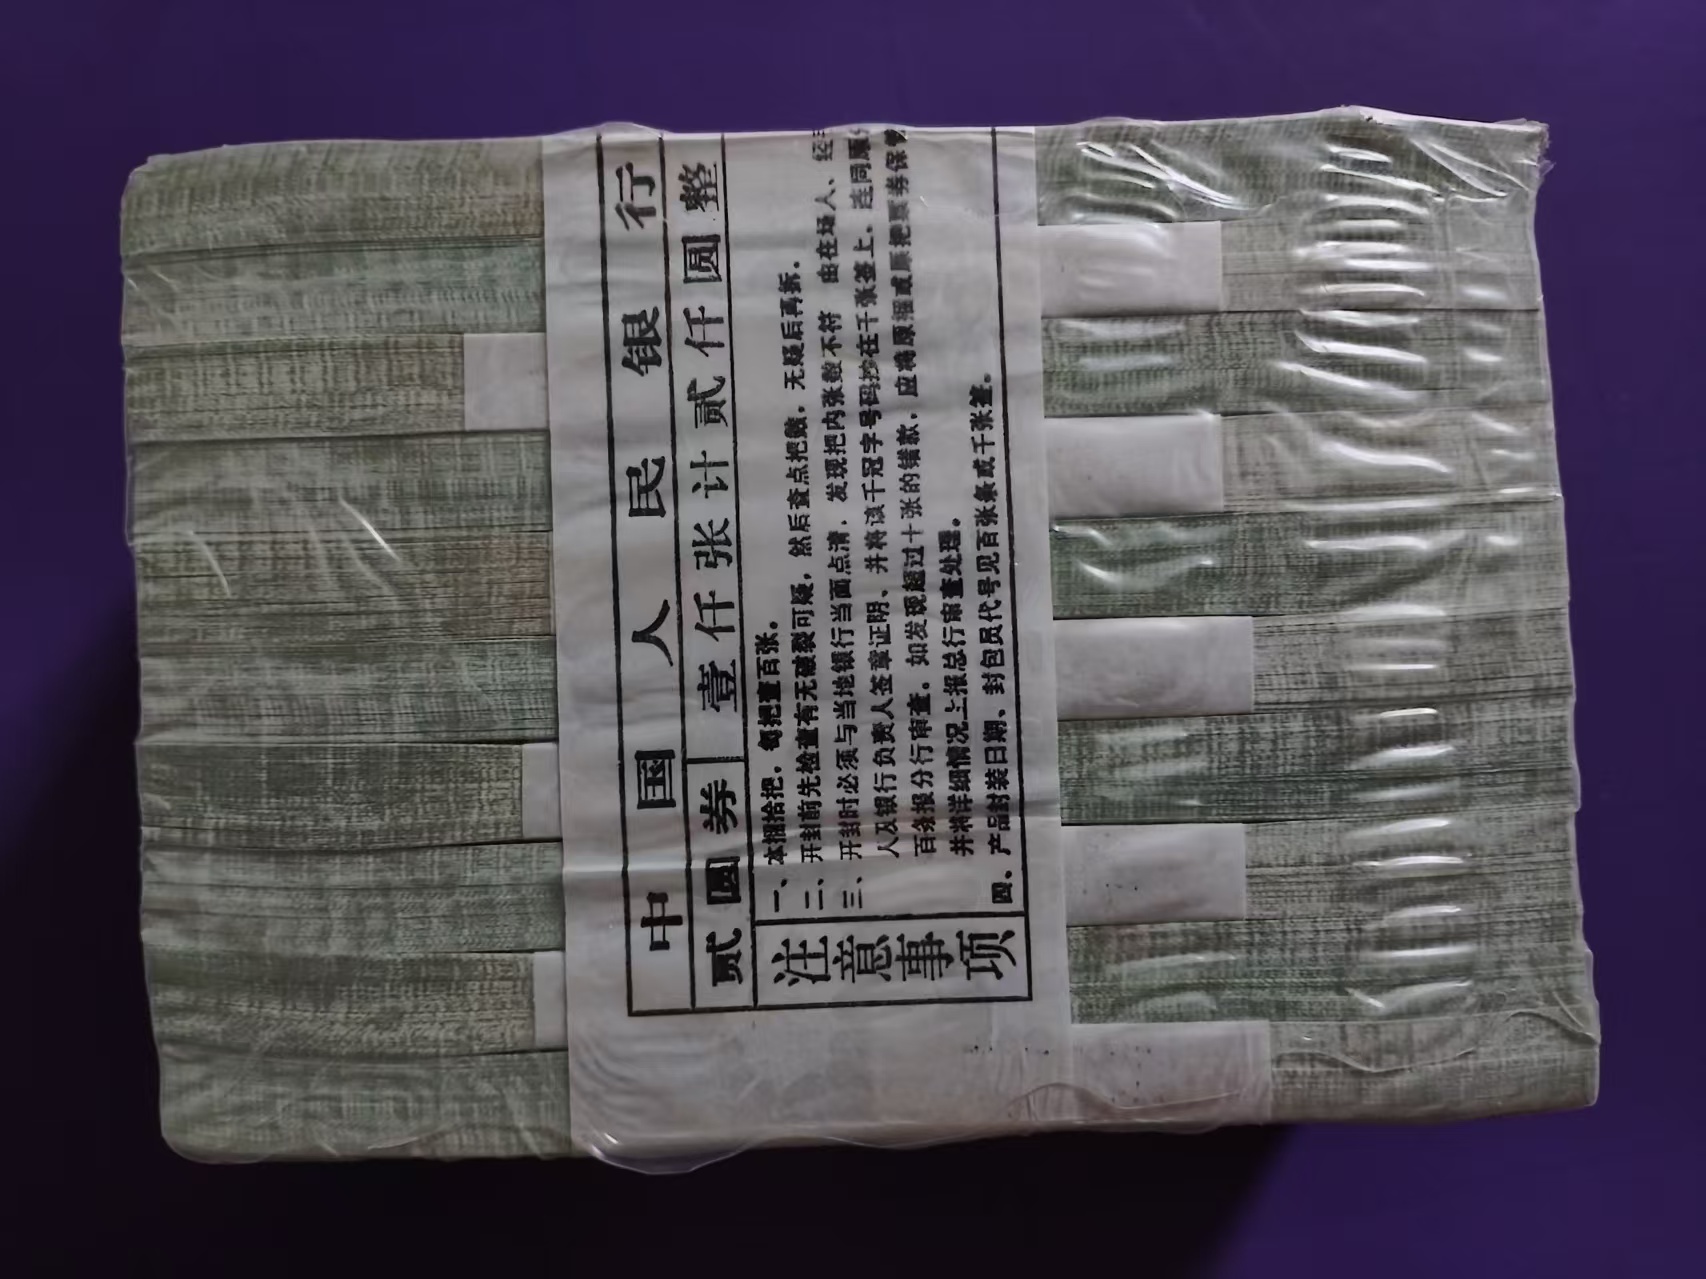 中国人民银行
贰圆券 壹仟张计贰仟圆整
注意事项
一、本捆拾把，每把壹百张。
二、开封前先检查有无破裂可疑，然后查点把数，无疑后再拆。
三、开封时必须与当地银行当面点清，发现把内张数不符 由在场人、经
人及银行负责人签章证明、并将该千冠字号码抄在千张签上，连同原
百条报分行审查。如发现超过十张的错款，应将原捆或原把票券保管
并将详细情况上报总行审查处理。
四、产品封装日期、封包员代号见百张条或千张签。